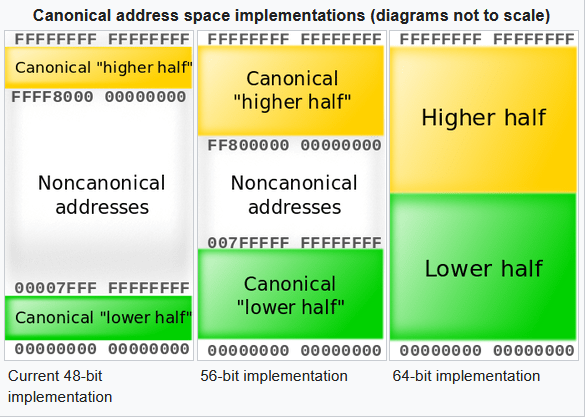 Canonical address space implementations (diagrams not to scale)
FFFFFFFF FFFFFFFF
Canonical "higher half"
FFFF8000 00000000
Noncanonical
addresses
00007FFF FFFFFFFF
Canonical "lower half"
00000000 00000000
Current 48-bit
implementation
FFFFFFFF FFFFFFFF
Canonical
"higher half"
FF800000 00000000
Noncanonical
addresses
007FFFFF FFFFFFFF
Canonical
"lower half"
00000000 00000000
56-bit implementation
FFFFFFFF FFFFFFFF
Higher half
Lower half
00000000 00000000
64-bit implementation